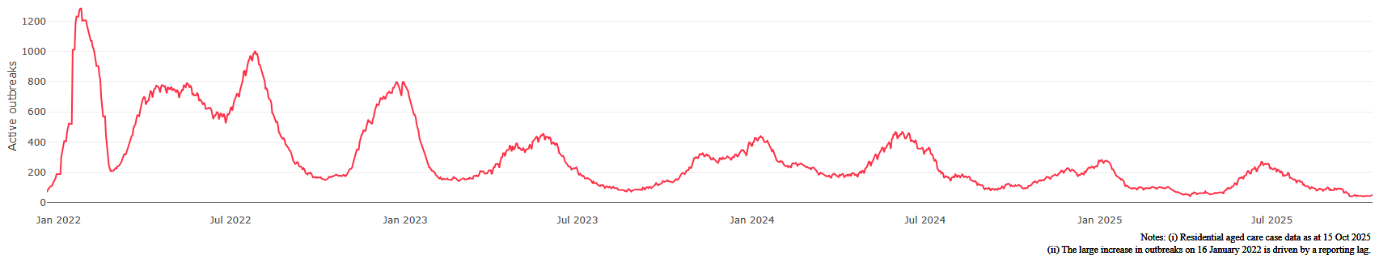 Active outbreaks
1200
1000
800
600
400
200
0
Jan 2022
Jul 2022
Jan 2023
Jul 2023
Jan 2024
Jul 2024
Jan 2025
Jul 2025
Notes: (i) Residential aged care case data as at 15 Oct 2025
(ii) The large increase in outbreaks on 16 January 2022 is driven by a reporting lag.